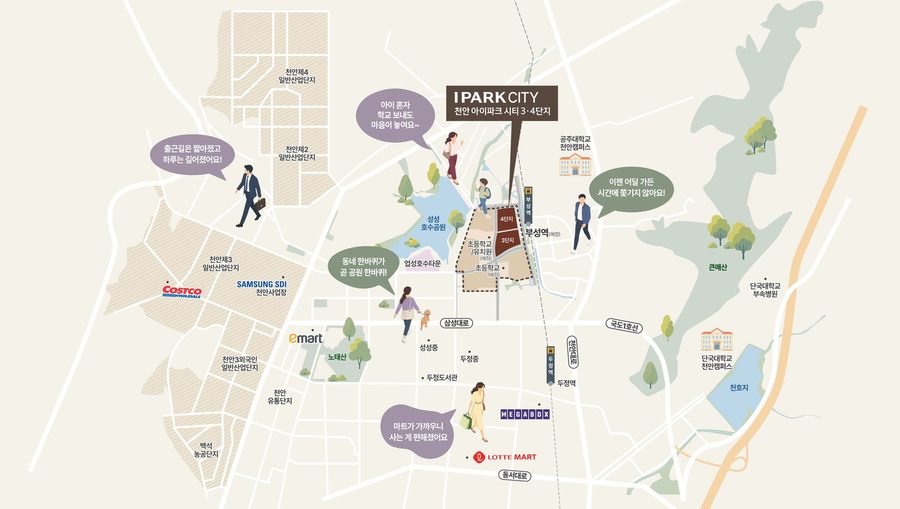 천안제4
일반산업단지
IPARK CITY
천안 아이파크 시티 3·4단지
아이 혼자
학교 보내도
마음이 놓여요~
출근길은 짧아졌고
하루는 길어졌어요!
천안제2
일반산업단지
공주대학교
천안캠퍼스
이젠 어딜 가든
시간에 쫓기지 않아요!
성성
호수공원
부성역
4단지
3단지
부성역(예정)
초등학교
/유치원
(예정)
초등학교
(예정)
업성호수타운
동네 한바퀴가
곧 공원 한바퀴!
천안제3
일반산업단지
COSTCO
WHOLESALE
SAMSUNG SDI
천안사업장
큰매산
단국대학교
부속병원
삼성대로
국도1호선
천안대로
emart
노태산
성성중
두정중
두정도서관
두정역
두정역
단국대학교
천안캠퍼스
천호지
천안3외국인
일반산업단지
천안
유통단지
백석
농공단지
마트가 가까우니
사는 게 편해졌어요
MEGABOX
LOTTE MART
동서대로